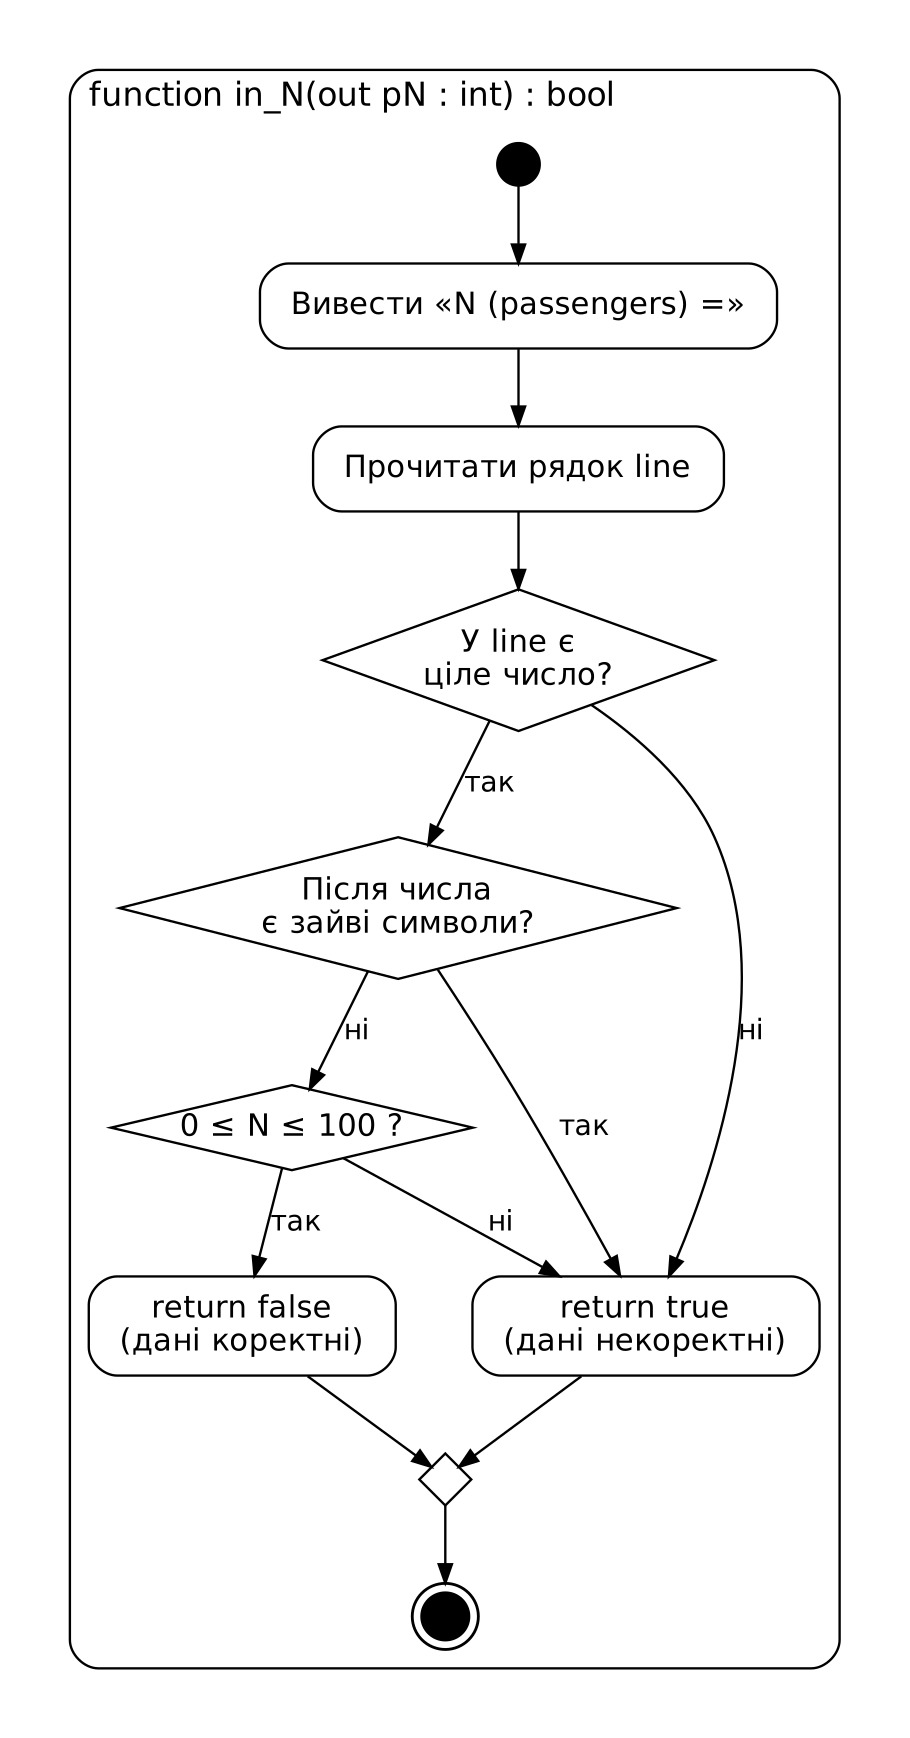 function in_N(out pN : int) : bool
Вивести «N (passengers) =»
Прочитати рядок line
У line є
ціле число?
так
Після числа
є зайві символи?
ні
ні
0 ≤ N ≤ 100 ?
так
так
ні
return false
(дані коректні)
return true
(дані некоректні)